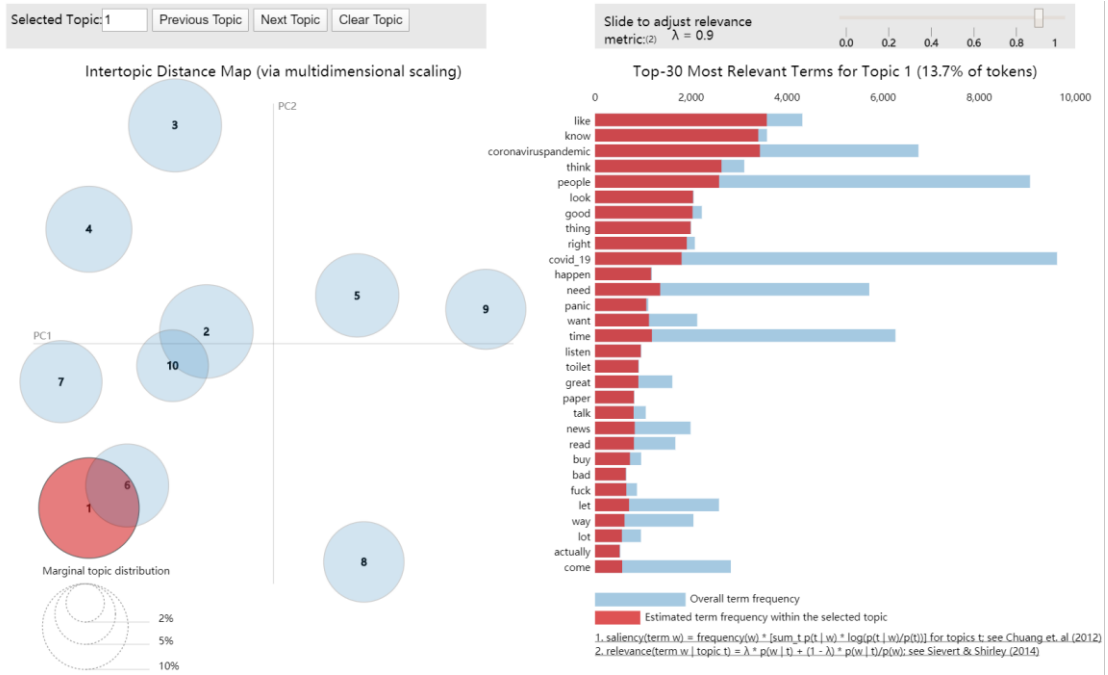 Selected Topic: 1 Previous Topic Next Topic Clear Topic
Slide to adjust relevance
metric:(2) λ = 0.9
0.0 0.2 0.4 0.6 0.8 1
Intertopic Distance Map (via multidimensional scaling)
PC2
PC1
3
4
5
9
2
10
7
6
1
8
Marginal topic distribution
2%
5%
10%
Top-30 Most Relevant Terms for Topic 1 (13.7% of tokens)
0 2,000 4,000 6,000 8,000 10,000
like
know
coronaviruspandemic
think
people
look
good
thing
right
covid_19
happen
need
panic
want
time
listen
toilet
great
paper
talk
news
read
buy
bad
fuck
let
way
lot
actually
come
Overall term frequency
Estimated term frequency within the selected topic
1. saliency(term w) = frequency(w) * [sum_t p(t | w) * log(p(t | w)/p(t))] for topics t; see Chuang et. al (2012)
2. relevance(term w | topic t) = λ * p(w | t) + (1 - λ) * p(w | t)/p(w); see Sievert & Shirley (2014)